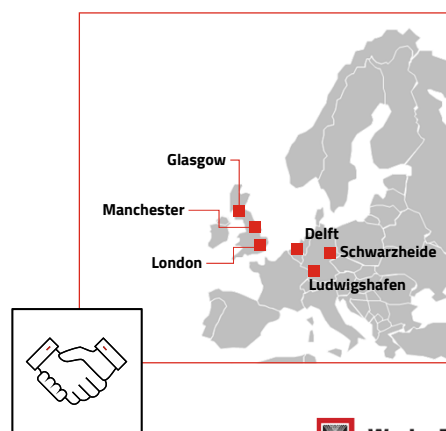 Glasgow
Manchester
London
Delft
Schwarzheide
Ludwigshafen